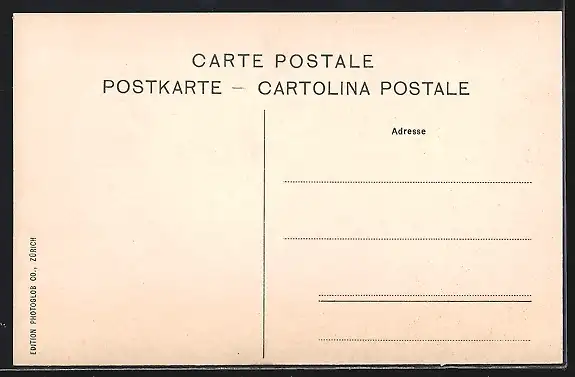 CARTE POSTALE
POSTKARTE – CARTOLINA POSTALE
Adresse
EDITION PHOTOGLOB CO., ZÜRICH